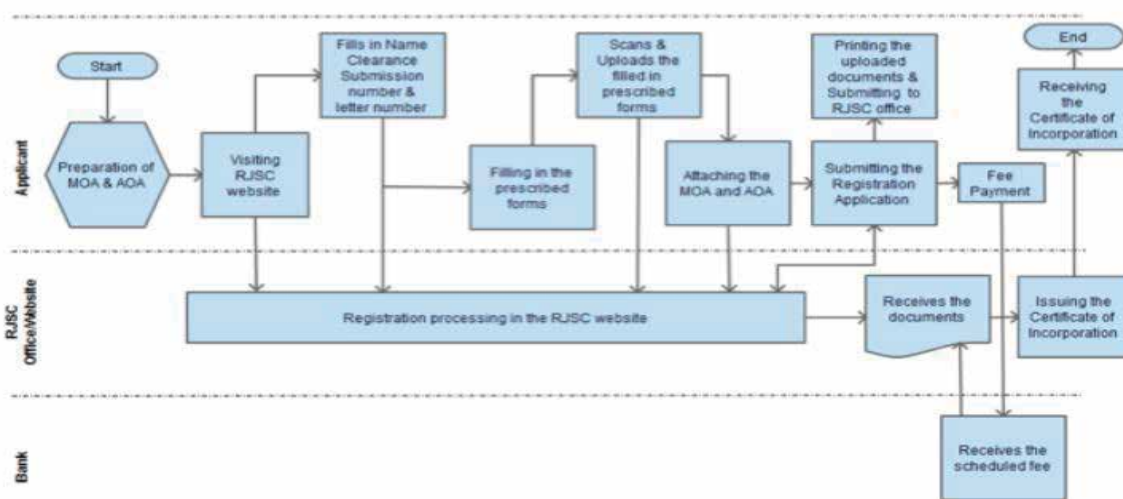 Applicant
Start
Preparation of
MOA & AOA
Visiting
RJSC
website
Fills in Name
Clearance
Submission
number &
letter number
Filling in the
prescribed
forms
Scans &
Uploads the
filled in
prescribed
forms
Attaching the
MOA and AOA
Printing the
uploaded
documents &
Submitting to
RJSC office
Submitting the
Registration
Application
Fee
Payment
End
Receiving
the
Certificate of
Incorporation
RJSC
Office/Website
Registration processing in the RJSC website
Receives the
documents
Issuing the
Certificate of
Incorporation
Bank
Receives the
scheduled fee